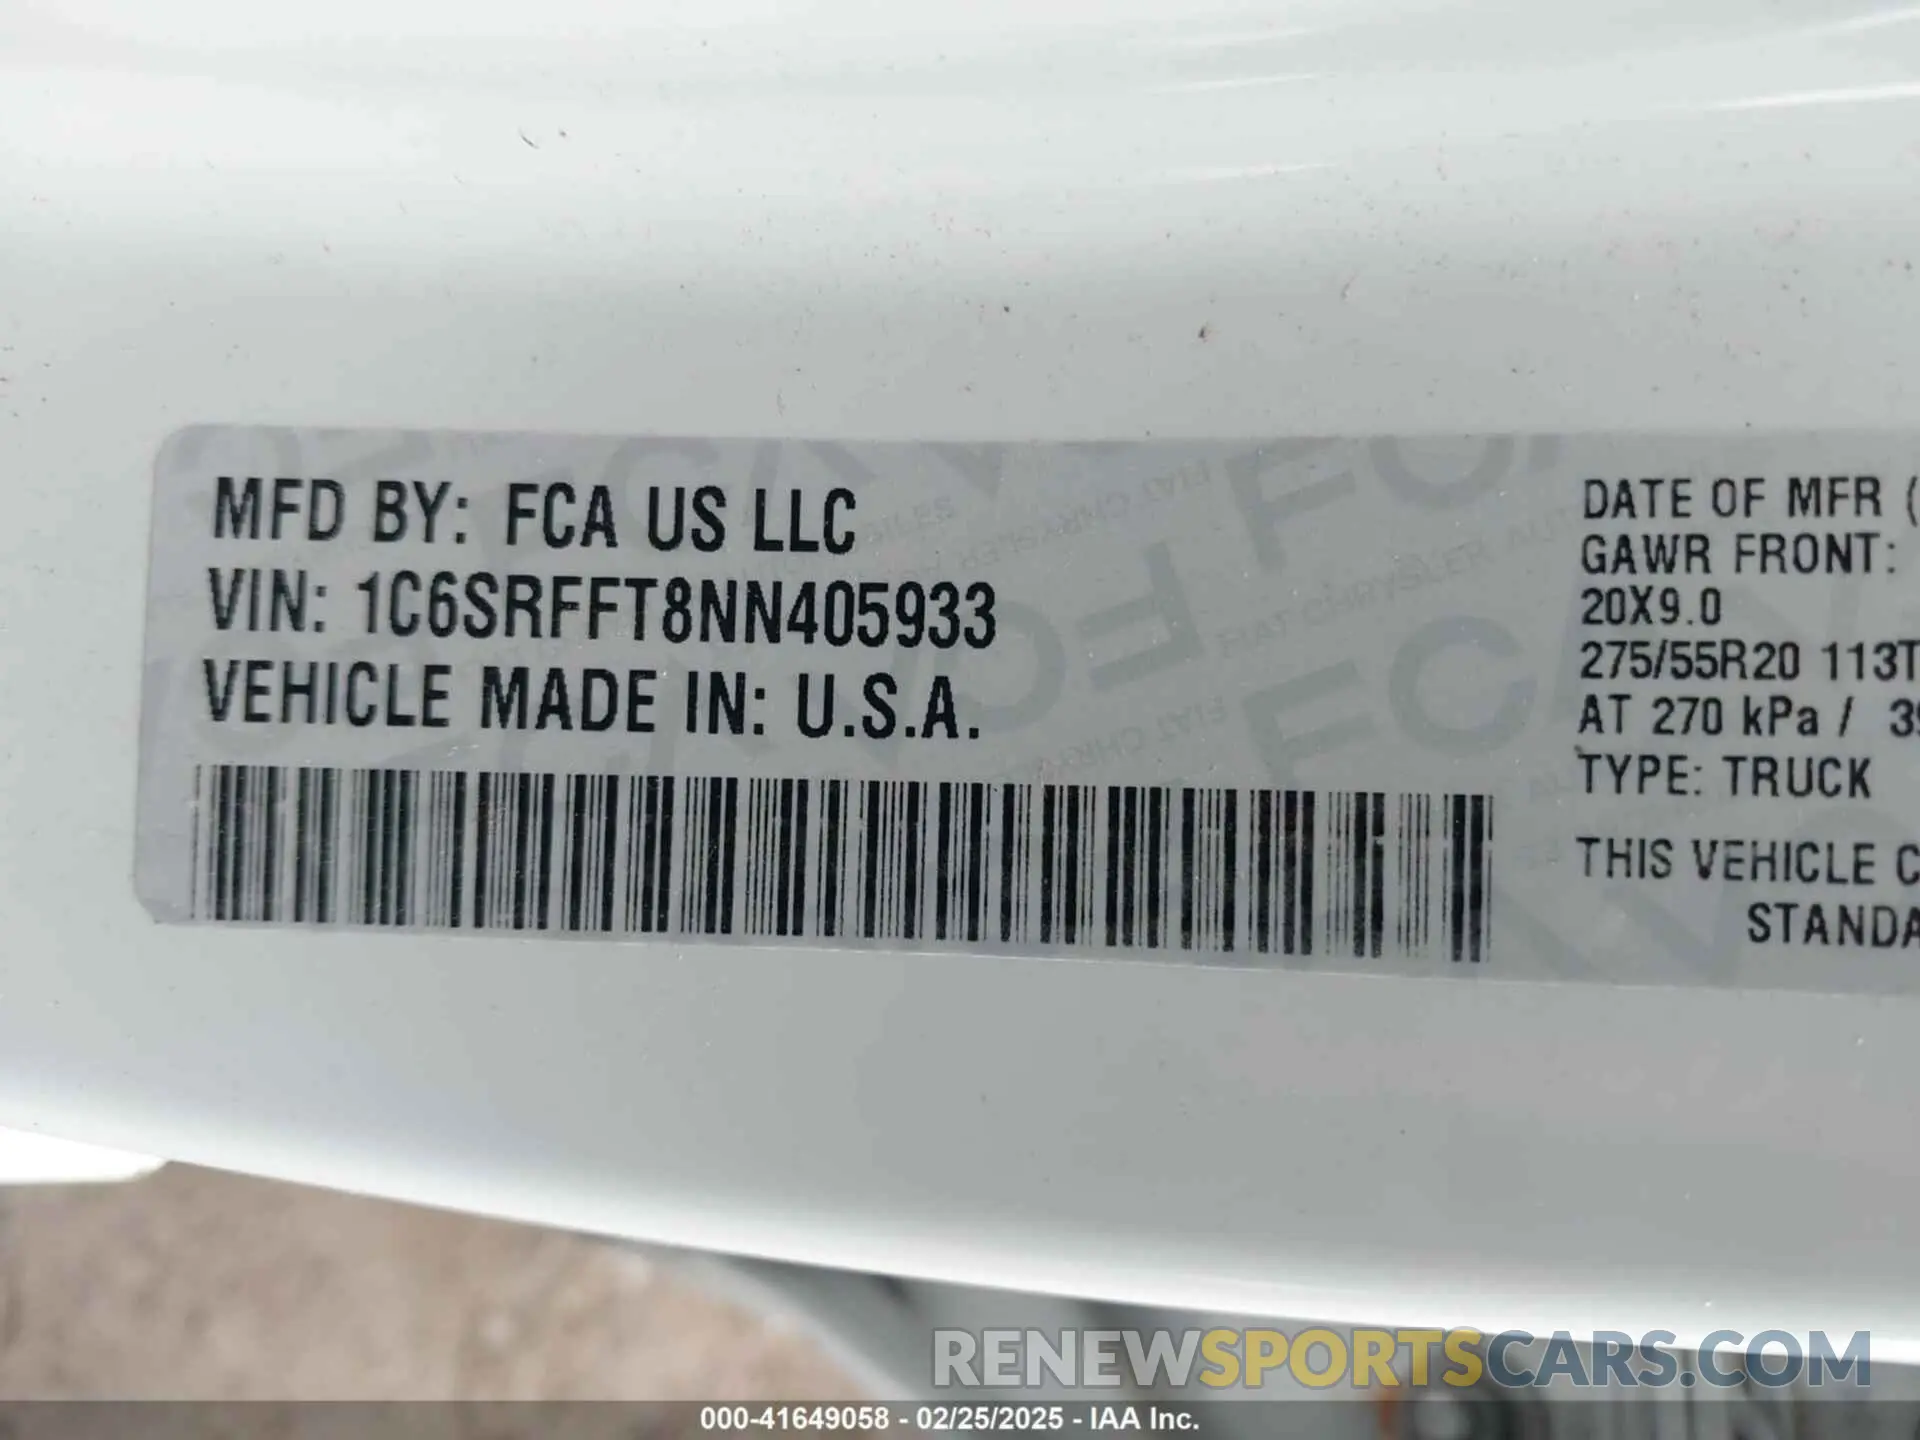 MFD BY: FCA US LLC
VIN: 1C6SRFFT8NN405933
VEHICLE MADE IN: U.S.A.
DATE OF MFR (
GAWR FRONT:
20X9.0
275/55R20 113T
AT 270 kPa / 39
TYPE: TRUCK
THIS VEHICLE C
STANDA
RENEWSPORTSCARS.COM
000-41649058 - 02/25/2025 - IAA Inc.